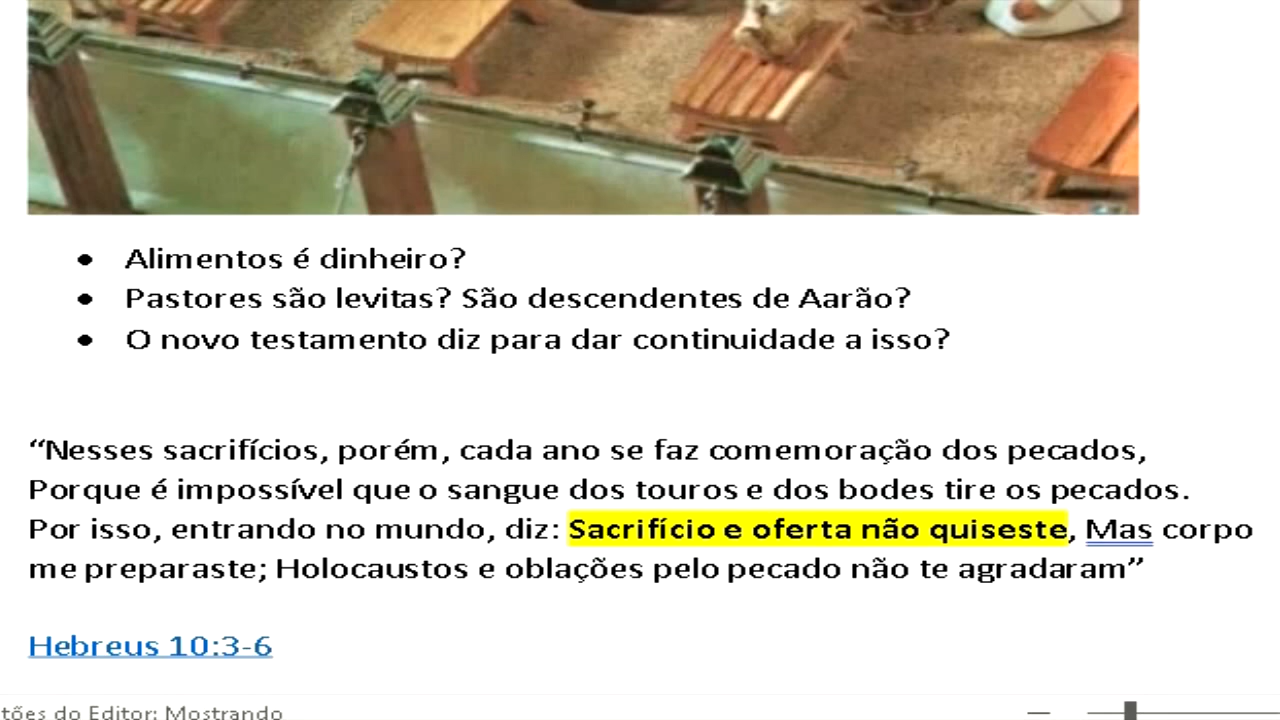 • Alimentos é dinheiro?
• Pastores são levitas? São descendentes de Aarão?
• O novo testamento diz para dar continuidade a isso?
“Nesses sacrifícios, porém, cada ano se faz comemoração dos pecados,
Porque é impossível que o sangue dos touros e dos bodes tire os pecados.
Por isso, entrando no mundo, diz: Sacrifício e oferta não quiseste, Mas corpo
me preparaste; Holocaustos e oblações pelo pecado não te agradaram”
Hebreus 10:3-6
tões do Editor: Mostrando